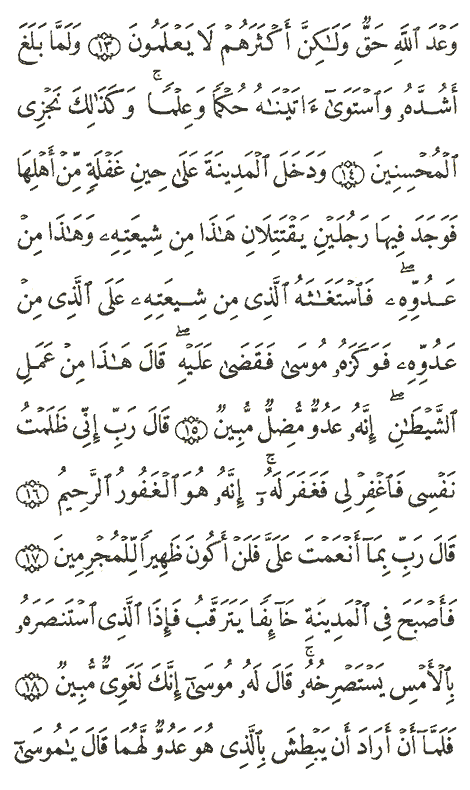 وَعْدَ ٱللَّهِ حَقٌّ وَلَٰكِنَّ أَكْثَرَهُمْ لَا يَعْلَمُونَ ١٣ وَلَمَّا بَلَغَ
أَشُدَّهُۥ وَٱسْتَوَىٰٓ ءَاتَيْنَٰهُ حُكْمًا وَعِلْمًا ۚ وَكَذَٰلِكَ نَجْزِى
ٱلْمُحْسِنِينَ ١٤ وَدَخَلَ ٱلْمَدِينَةَ عَلَىٰ حِينِ غَفْلَةٍ مِّنْ أَهْلِهَا
فَوَجَدَ فِيهَا رَجُلَيْنِ يَقْتَتِلَانِ هَٰذَا مِن شِيعَتِهِۦ وَهَٰذَا مِنْ
عَدُوِّهِۦ ۖ فَٱسْتَغَٰثَهُ ٱلَّذِى مِن شِيعَتِهِۦ عَلَى ٱلَّذِى مِنْ
عَدُوِّهِۦ فَوَكَزَهُۥ مُوسَىٰ فَقَضَىٰ عَلَيْهِ ۖ قَالَ هَٰذَا مِنْ عَمَلِ
ٱلشَّيْطَٰنِ ۖ إِنَّهُۥ عَدُوٌّ مُّضِلٌّ مُّبِينٌ ١٥ قَالَ رَبِّ إِنِّى ظَلَمْتُ
نَفْسِى فَٱغْفِرْ لِى فَغَفَرَ لَهُۥٓ ۚ إِنَّهُۥ هُوَ ٱلْغَفُورُ ٱلرَّحِيمُ ١٦
قَالَ رَبِّ بِمَآ أَنْعَمْتَ عَلَىَّ فَلَنْ أَكُونَ ظَهِيرًا لِّلْمُجْرِمِينَ ١٧
فَأَصْبَحَ فِى ٱلْمَدِينَةِ خَآئِفًا يَتَرَقَّبُ فَإِذَا ٱلَّذِى ٱسْتَنصَرَهُۥ
بِٱلْأَمْسِ يَسْتَصْرِخُهُۥ ۚ قَالَ لَهُۥ مُوسَىٰٓ إِنَّكَ لَغَوِىٌّ مُّبِينٌ ١٨
فَلَمَّآ أَنْ أَرَادَ أَن يَبْطِشَ بِٱلَّذِى هُوَ عَدُوٌّ لَّهُمَا قَالَ يَٰمُوسَىٰٓ